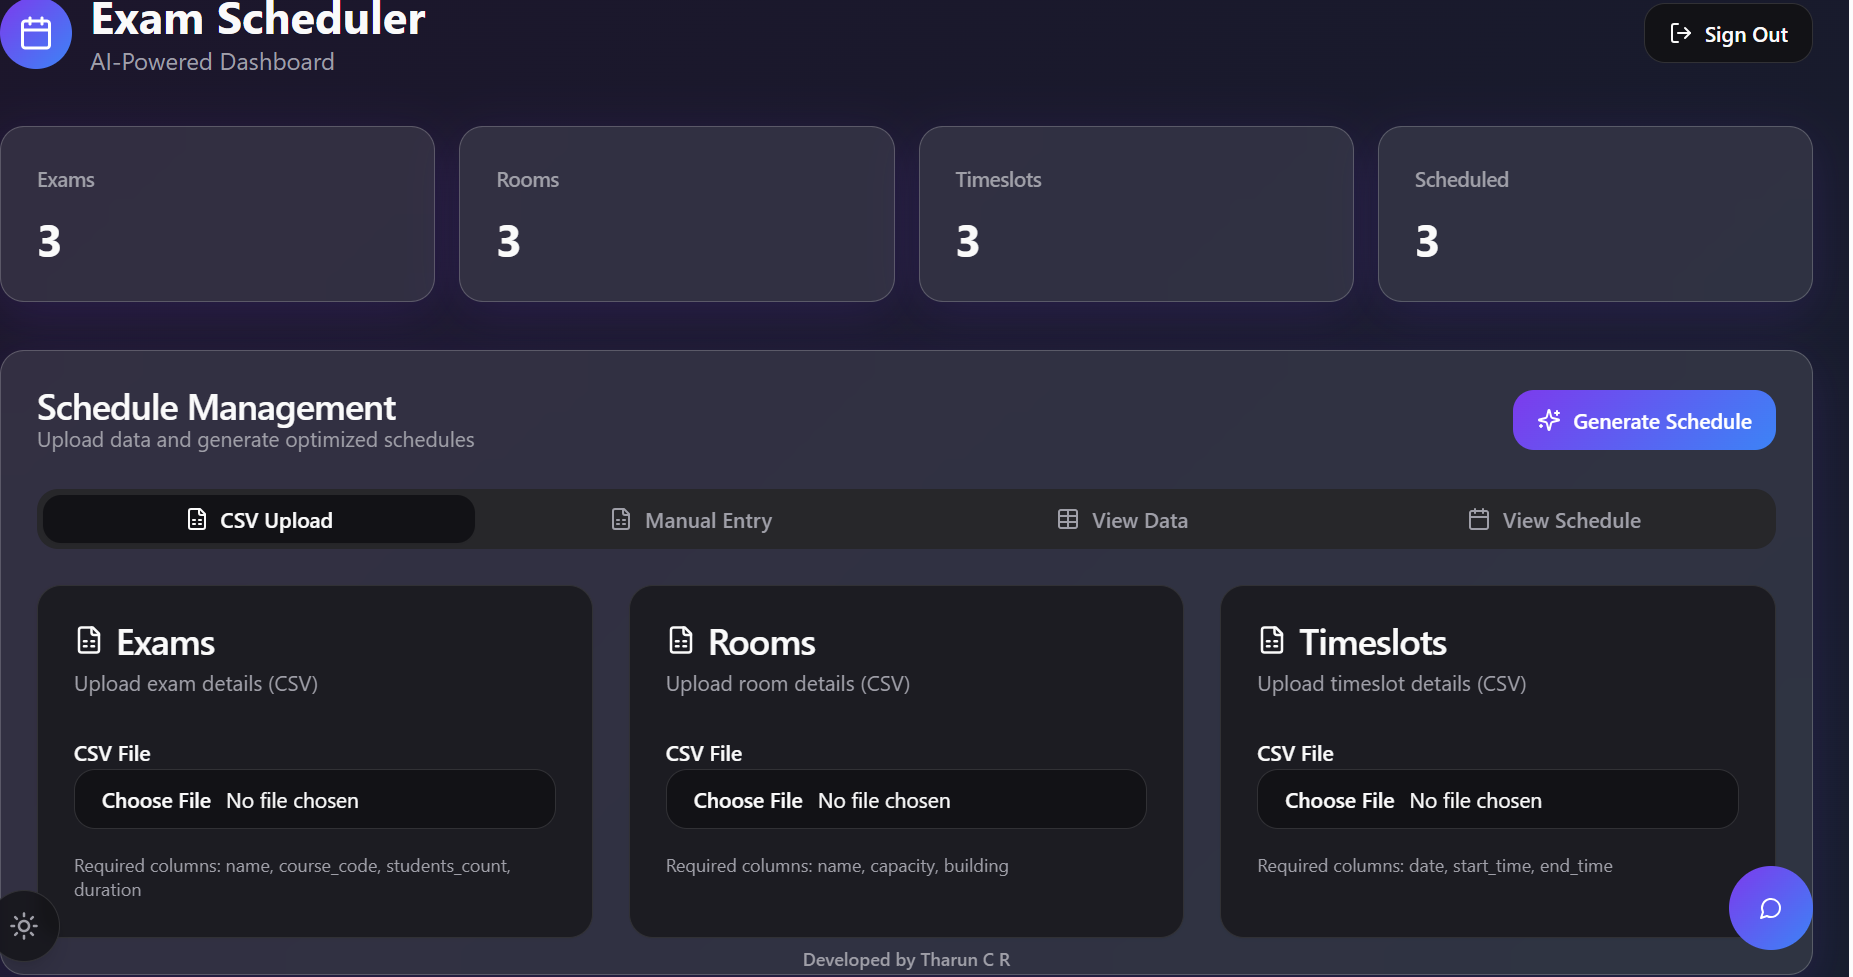 Exam Scheduler
AI-Powered Dashboard
Sign Out
Exams
3
Rooms
3
Timeslots
3
Scheduled
3
Schedule Management
Upload data and generate optimized schedules
Generate Schedule
CSV Upload
Manual Entry
View Data
View Schedule
Exams
Upload exam details (CSV)
CSV File
Choose File No file chosen
Required columns: name, course_code, students_count,
duration
Rooms
Upload room details (CSV)
CSV File
Choose File No file chosen
Required columns: name, capacity, building
Timeslots
Upload timeslot details (CSV)
CSV File
Choose File No file chosen
Required columns: date, start_time, end_time
Developed by Tharun C R